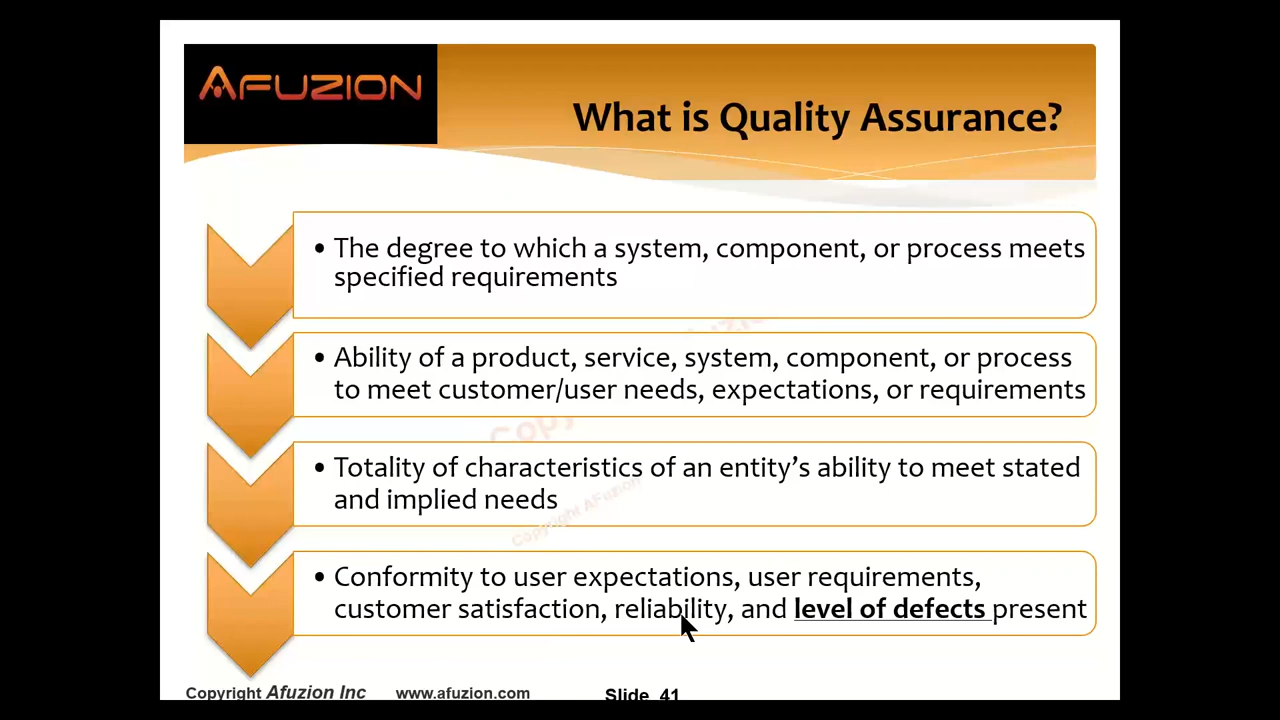 AFUZION
What is Quality Assurance?
• The degree to which a system, component, or process meets
specified requirements
• Ability of a product, service, system, component, or process
to meet customer/user needs, expectations, or requirements
• Totality of characteristics of an entity’s ability to meet stated
and implied needs
Copyright AFuzion
• Conformity to user expectations, user requirements,
customer satisfaction, reliability, and level of defects present
Copyright Afuzion Inc www.afuzion.com Slide 41